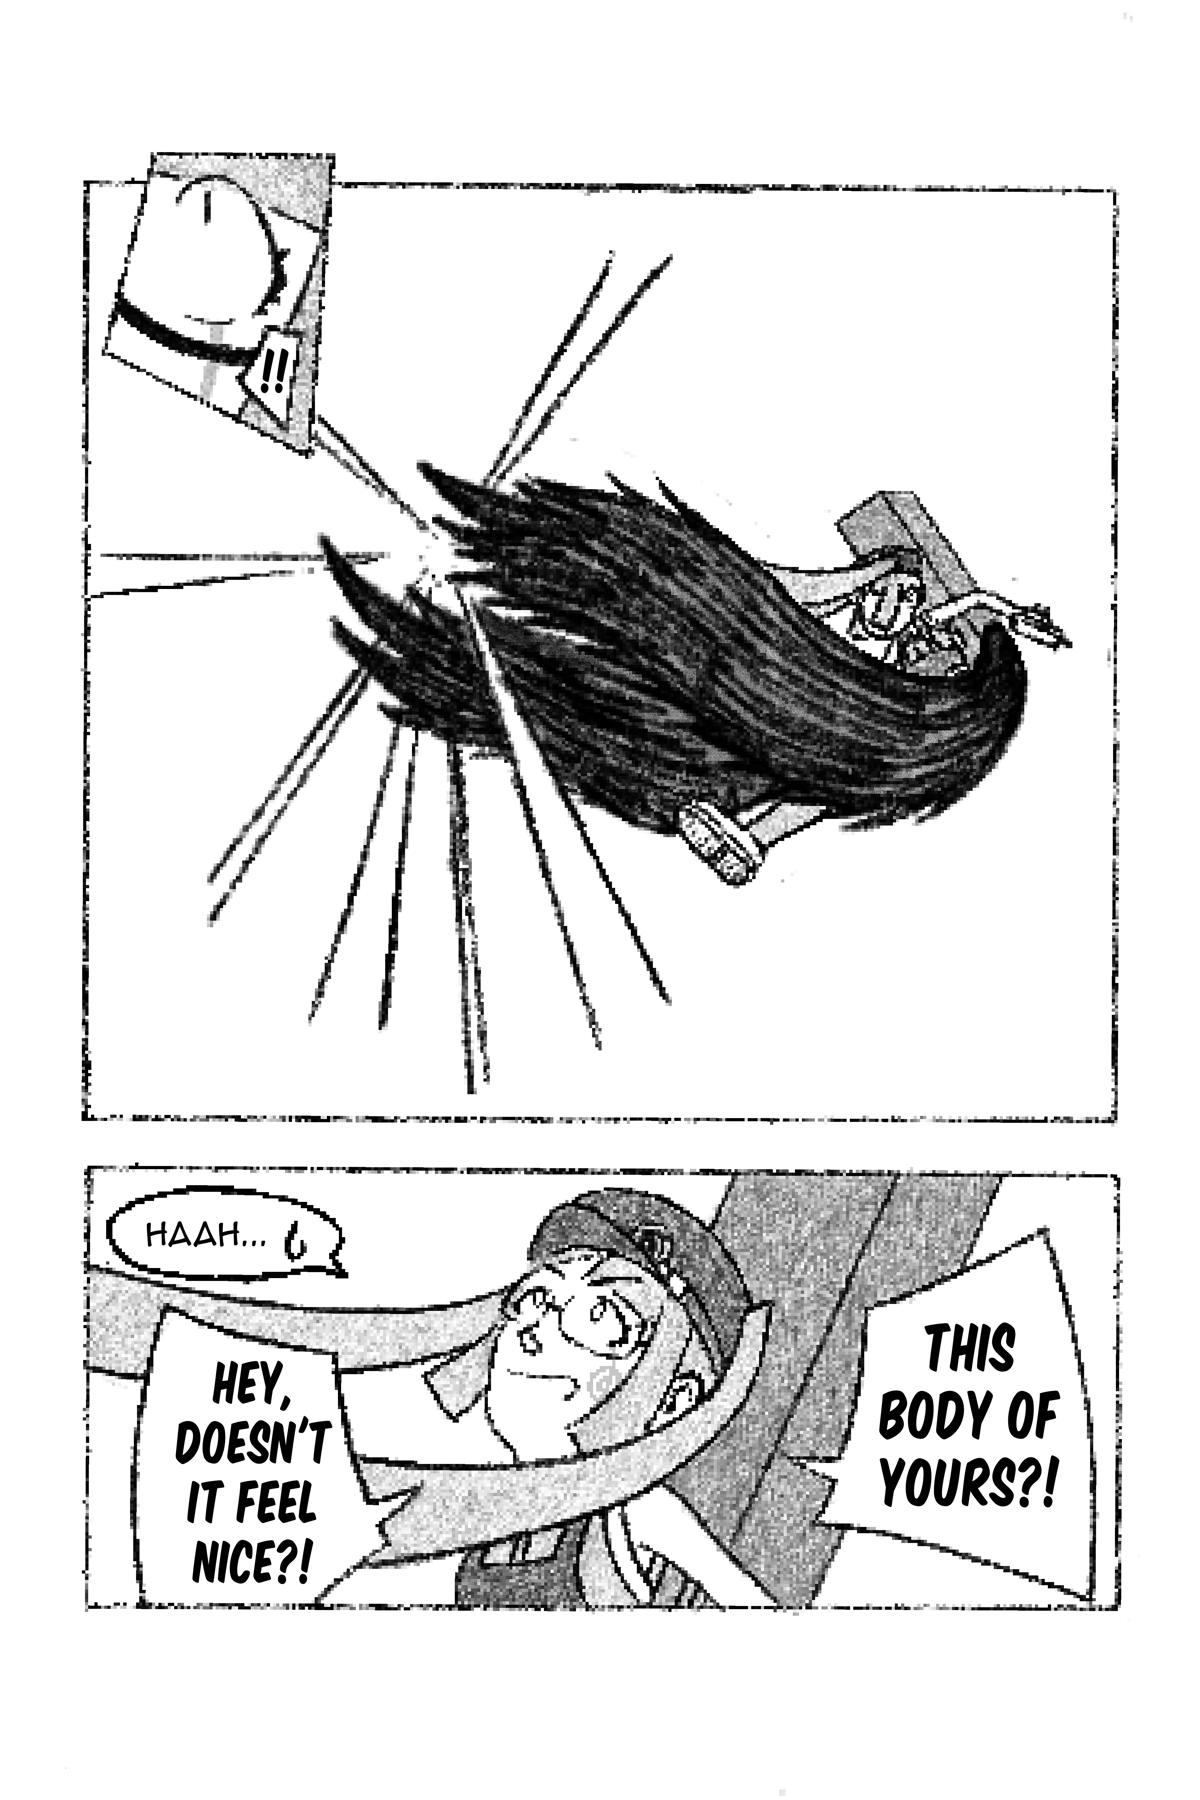 !!
HAAH...
THIS
BODY OF
YOURS?!
HEY,
DOESN'T
IT FEEL
NICE?!